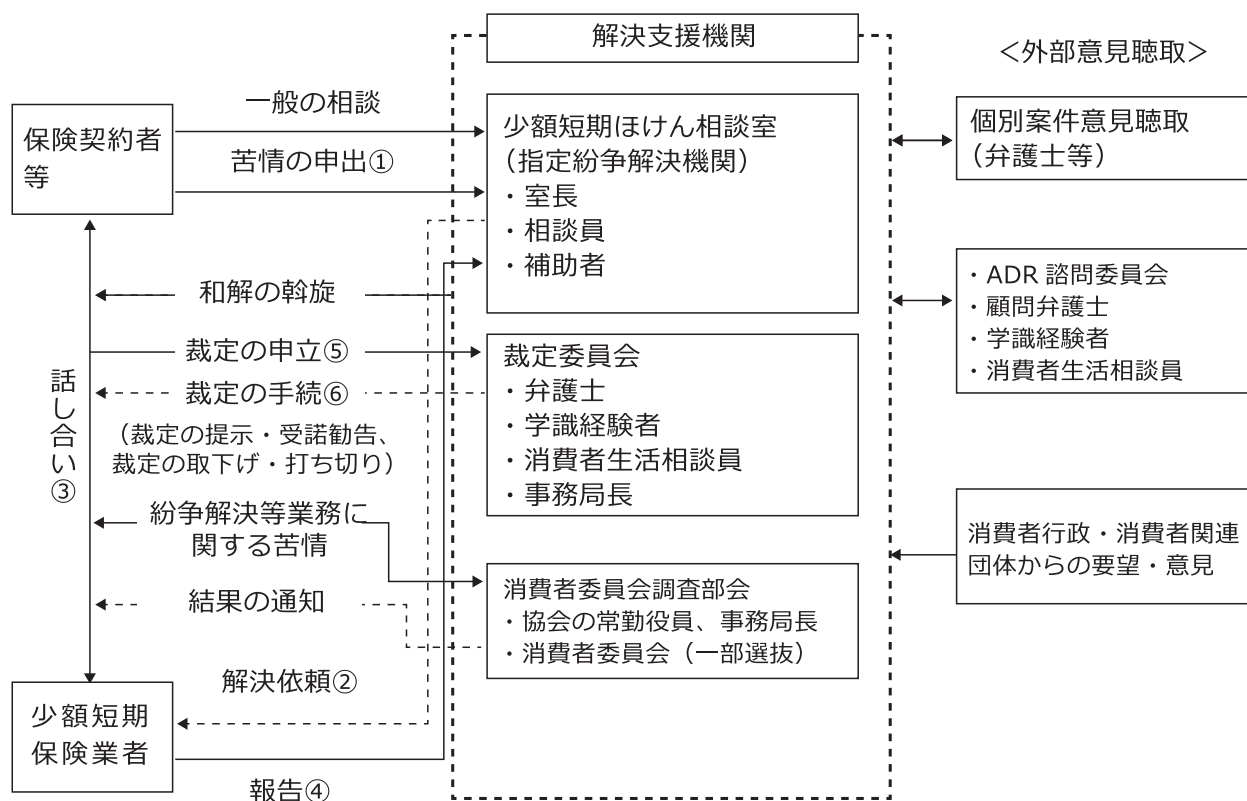 解決支援機関
＜外部意見聴取＞
一般の相談
保険契約者
等
苦情の申出①
少額短期ほけん相談室
（指定紛争解決機関）
・室長
・相談員
・補助者
個別案件意見聴取
（弁護士等）
和解の斡旋
・ADR 諮問委員会
・顧問弁護士
・学識経験者
・消費者生活相談員
裁定の申立⑤
裁定の手続⑥
（裁定の提示・受諾勧告、
裁定の取下げ・打ち切り）
裁定委員会
・弁護士
・学識経験者
・消費者生活相談員
・事務局長
話し合い③
紛争解決等業務に
関する苦情
消費者行政・消費者関連
団体からの要望・意見
結果の通知
消費者委員会調査部会
・協会の常勤役員、事務局長
・消費者委員会（一部選抜）
解決依頼②
少額短期
保険業者
報告④